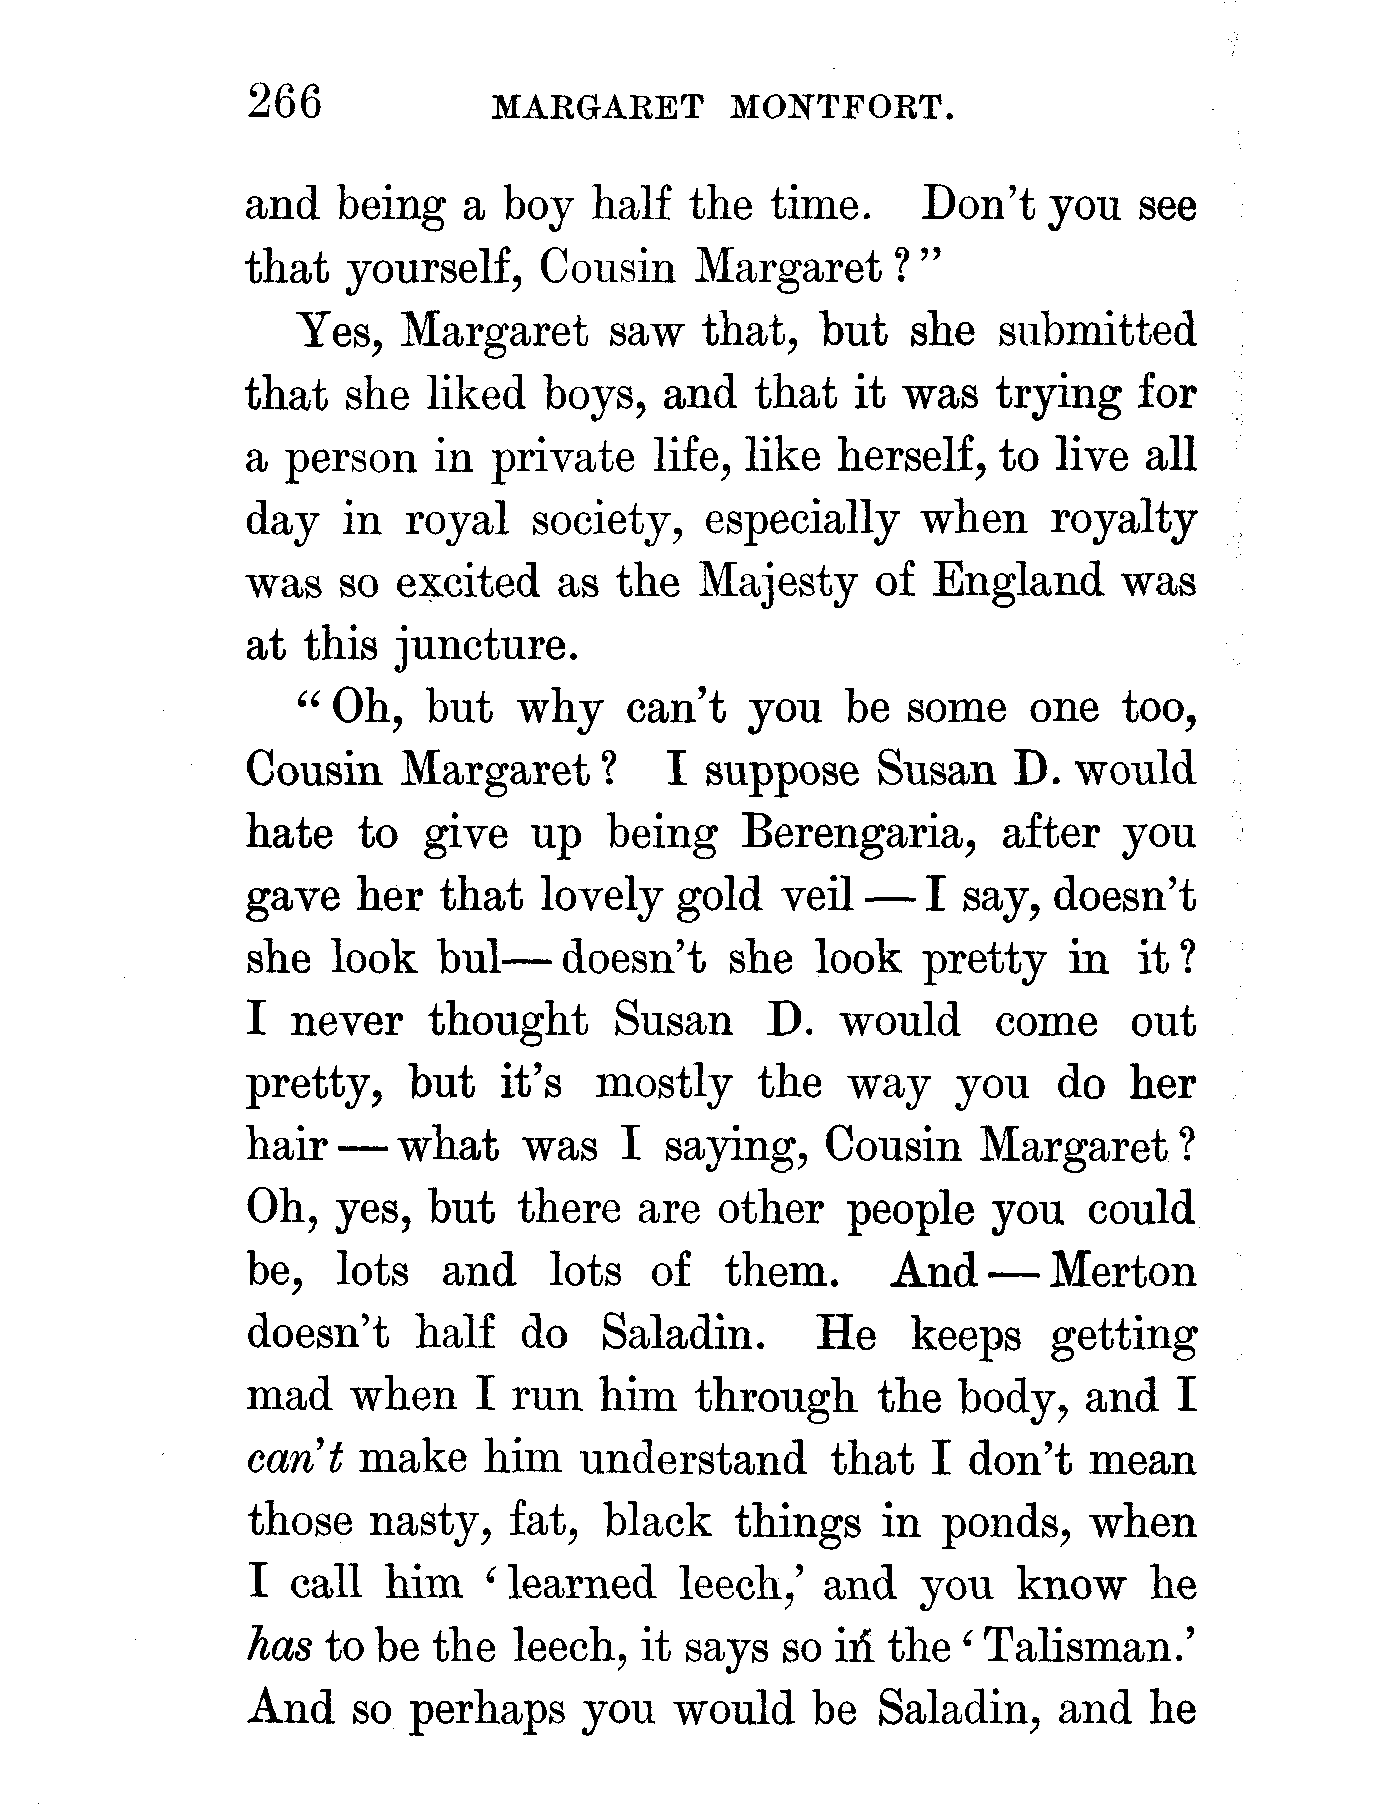 266 MARGARET MONTFORT.
and being a boy half the time. Don't you see
that yourself, Cousin Margaret?"
Yes, Margaret saw that, but she submitted
that she liked boys, and that it was trying for
a person in private life, like herself, to live all
day in royal society, especially when royalty
was so excited as the Majesty of England was
at this juncture.
"Oh, but why can't you be some one too,
Cousin Margaret? I suppose Susan D. would
hate to give up being Berengaria, after you
gave her that lovely gold veil — I say, doesn't
she look bul— doesn't she look pretty in it?
I never thought Susan D. would come out
pretty, but it's mostly the way you do her
hair — what was I saying, Cousin Margaret?
Oh, yes, but there are other people you could
be, lots and lots of them. And — Merton
doesn't half do Saladin. He keeps getting
mad when I run him through the body, and I
can't make him understand that I don't mean
those nasty, fat, black things in ponds, when
I call him 'learned leech,' and you know he
has to be the leech, it says so in the 'Talisman.'
And so perhaps you would be Saladin, and he